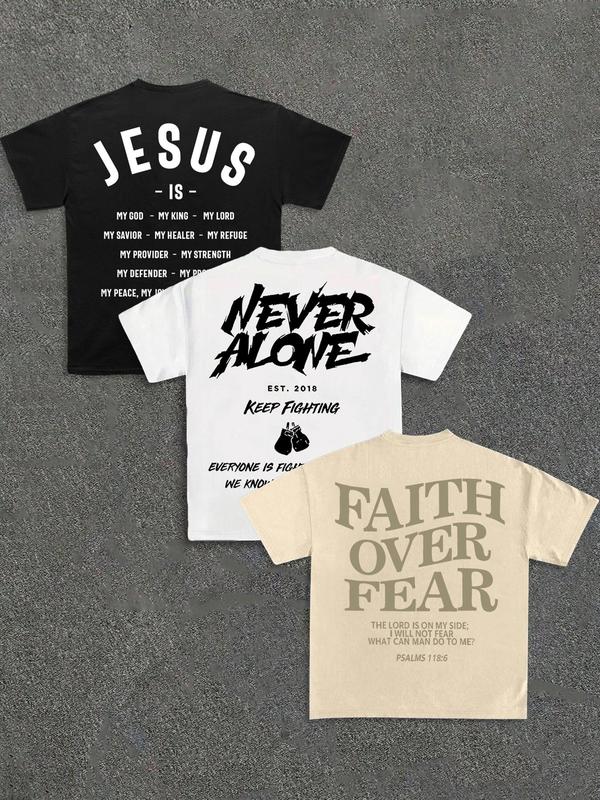 JESUS
– IS –
MY GOD – MY KING – MY LORD
MY SAVIOR – MY HEALER – MY REFUGE
MY PROVIDER – MY STRENGTH
MY DEFENDER – MY
MY PEACE, MY
NEVER
ALONE
EST. 2018
KEEP FIGHTING
EVERYONE IS
WE
FAITH
OVER
FEAR
THE LORD IS ON MY SIDE;
I WILL NOT FEAR
WHAT CAN MAN DO TO ME?
PSALMS 118:6